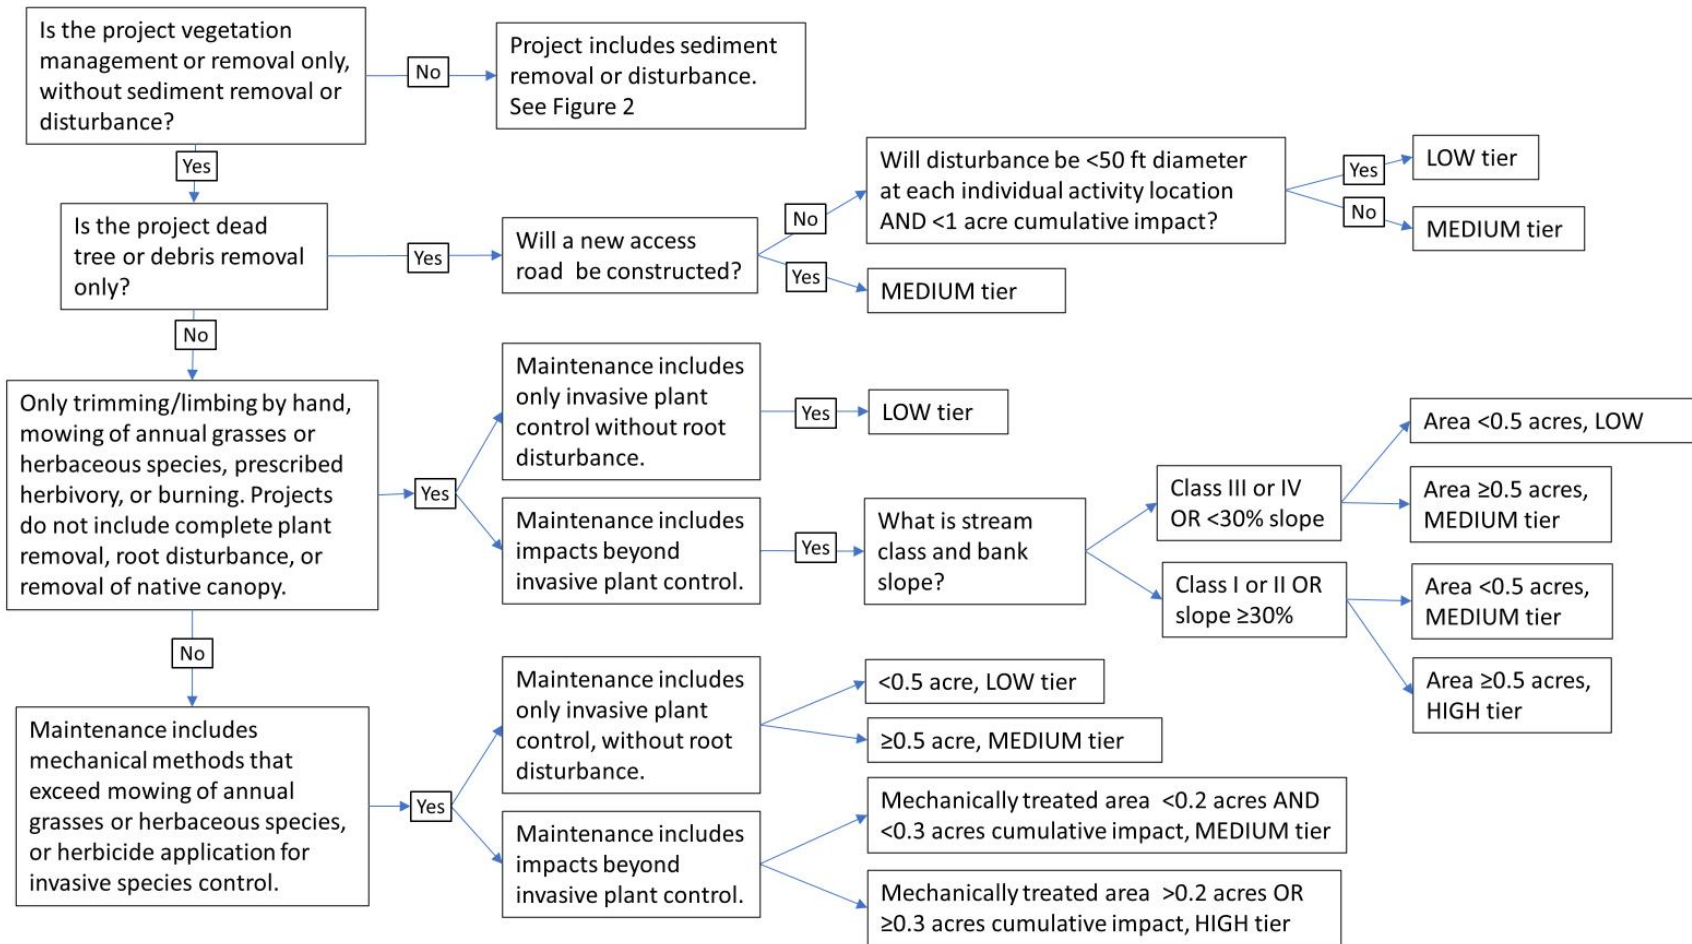 Is the project vegetation
management or removal only,
without sediment removal or
disturbance?
No
Project includes sediment
removal or disturbance.
See Figure 2
Yes
Is the project dead
tree or debris removal
only?
Yes
Will a new access
road  be constructed?
No
Will disturbance be <50 ft diameter
at each individual activity location
AND <1 acre cumulative impact?
Yes
LOW tier
No
MEDIUM tier
Yes
MEDIUM tier
No
Only trimming/limbing by hand,
mowing of annual grasses or
herbaceous species, prescribed
herbivory, or burning. Projects
do not include complete plant
removal, root disturbance, or
removal of native canopy.
Yes
Maintenance includes
only invasive plant
control without root
disturbance.
Yes
LOW tier
Maintenance includes
impacts beyond
invasive plant control.
Yes
What is stream
class and bank
slope?
Class III or IV
OR <30% slope
Area <0.5 acres, LOW
Area ≥0.5 acres,
MEDIUM tier
Class I or II OR
slope ≥30%
Area <0.5 acres,
MEDIUM tier
Area ≥0.5 acres,
HIGH tier
No
Maintenance includes
mechanical methods that
exceed mowing of annual
grasses or herbaceous species,
or herbicide application for
invasive species control.
Yes
Maintenance includes
only invasive plant
control, without root
disturbance.
<0.5 acre, LOW tier
≥0.5 acre, MEDIUM tier
Maintenance includes
impacts beyond
invasive plant control.
Mechanically treated area  <0.2 acres AND
<0.3 acres cumulative impact, MEDIUM tier
Mechanically treated area  >0.2 acres OR
≥0.3 acres cumulative impact, HIGH tier